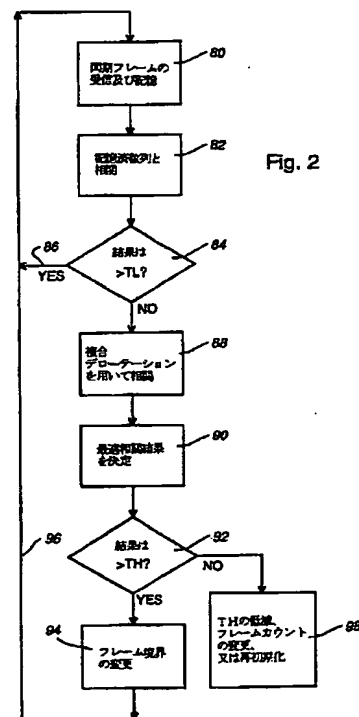 80
同期フレームの
受信及び記憶
82
記憶済数列と
相関
Fig. 2
86
84
結果は
>TL?
YES
NO
88
複合
デローテーション
を用いて相関
90
最適相関結果
を決定
92
結果は
>TH?
96
NO
YES
94
フレーム境界
の変更
98
THの低減、
フレームカウント
の変更、
又は再初期化